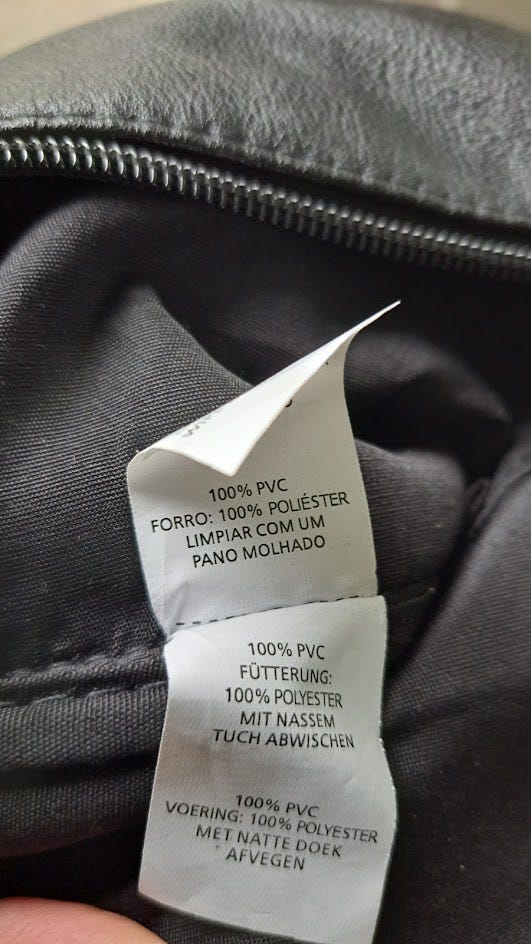 100% PVC
FORRO: 100% POLIÉSTER
LIMPIAR COM UM
PANO MOLHADO
100% PVC
FÜTTERUNG:
100% POLYESTER
MIT NASSEM
TUCH ABWISCHEN
100% PVC
VOERING: 100% POLYESTER
MET NATTE DOEK
AFVEGEN